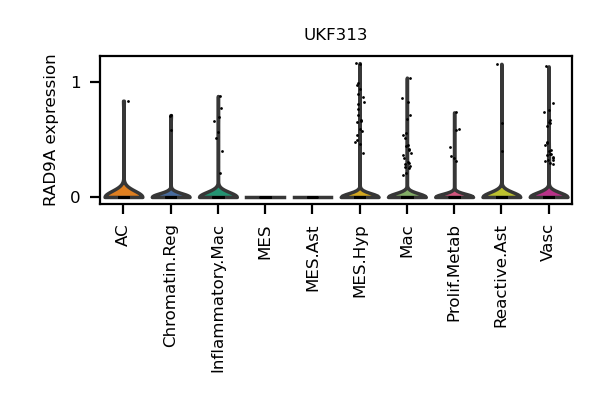 UKF313
RAD9A expression
1
0
AC
Chromatin.Reg
Inflammatory.Mac
MES
MES.Ast
MES.Hyp
Mac
Prolif.Metab
Reactive.Ast
Vasc